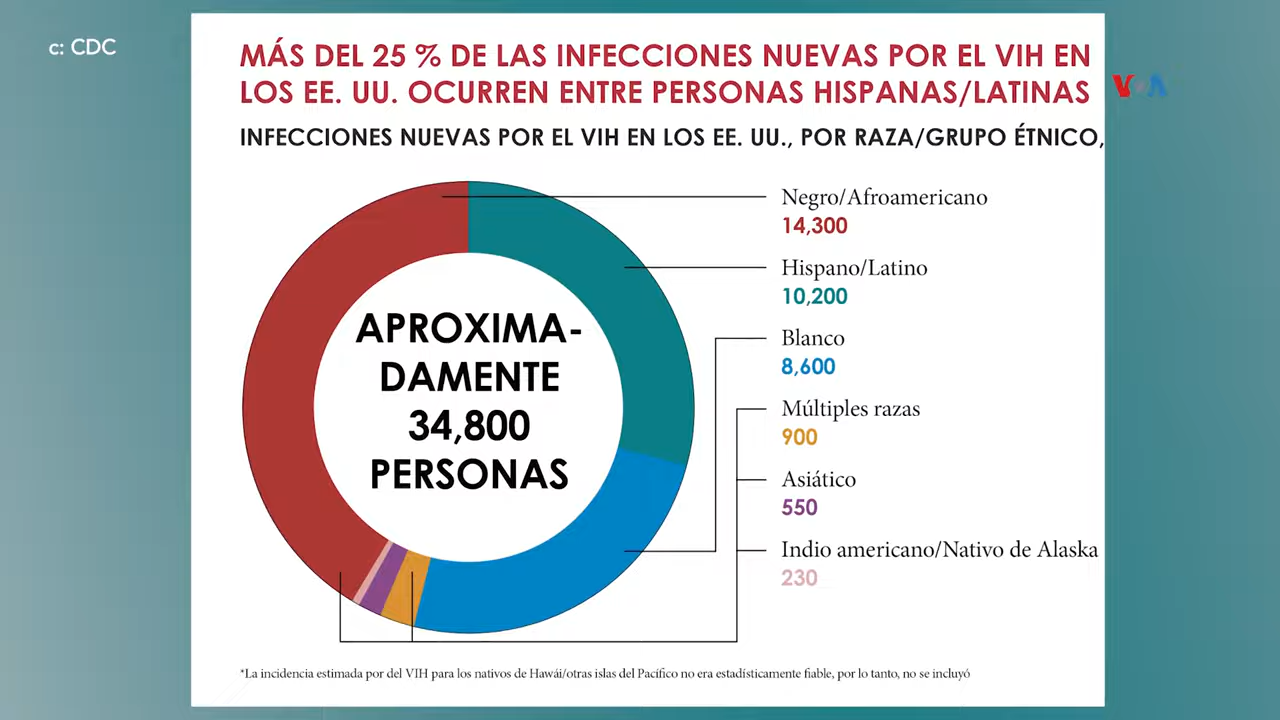 c: CDC
MÁS DEL 25 % DE LAS INFECCIONES NUEVAS POR EL VIH EN
LOS EE. UU. OCURREN ENTRE PERSONAS HISPANAS/LATINAS
VOA
INFECCIONES NUEVAS POR EL VIH EN LOS EE. UU., POR RAZA/GRUPO ÉTNICO,
Negro/Afroamericano
14,300
Hispano/Latino
10,200
Blanco
8,600
Múltiples razas
900
Asiático
550
Indio americano/Nativo de Alaska
230
APROXIMA-
DAMENTE
34,800
PERSONAS
*La incidencia estimada por del VIH para los nativos de Hawái/otras islas del Pacífico no era estadísticamente fiable, por lo tanto, no se incluyó